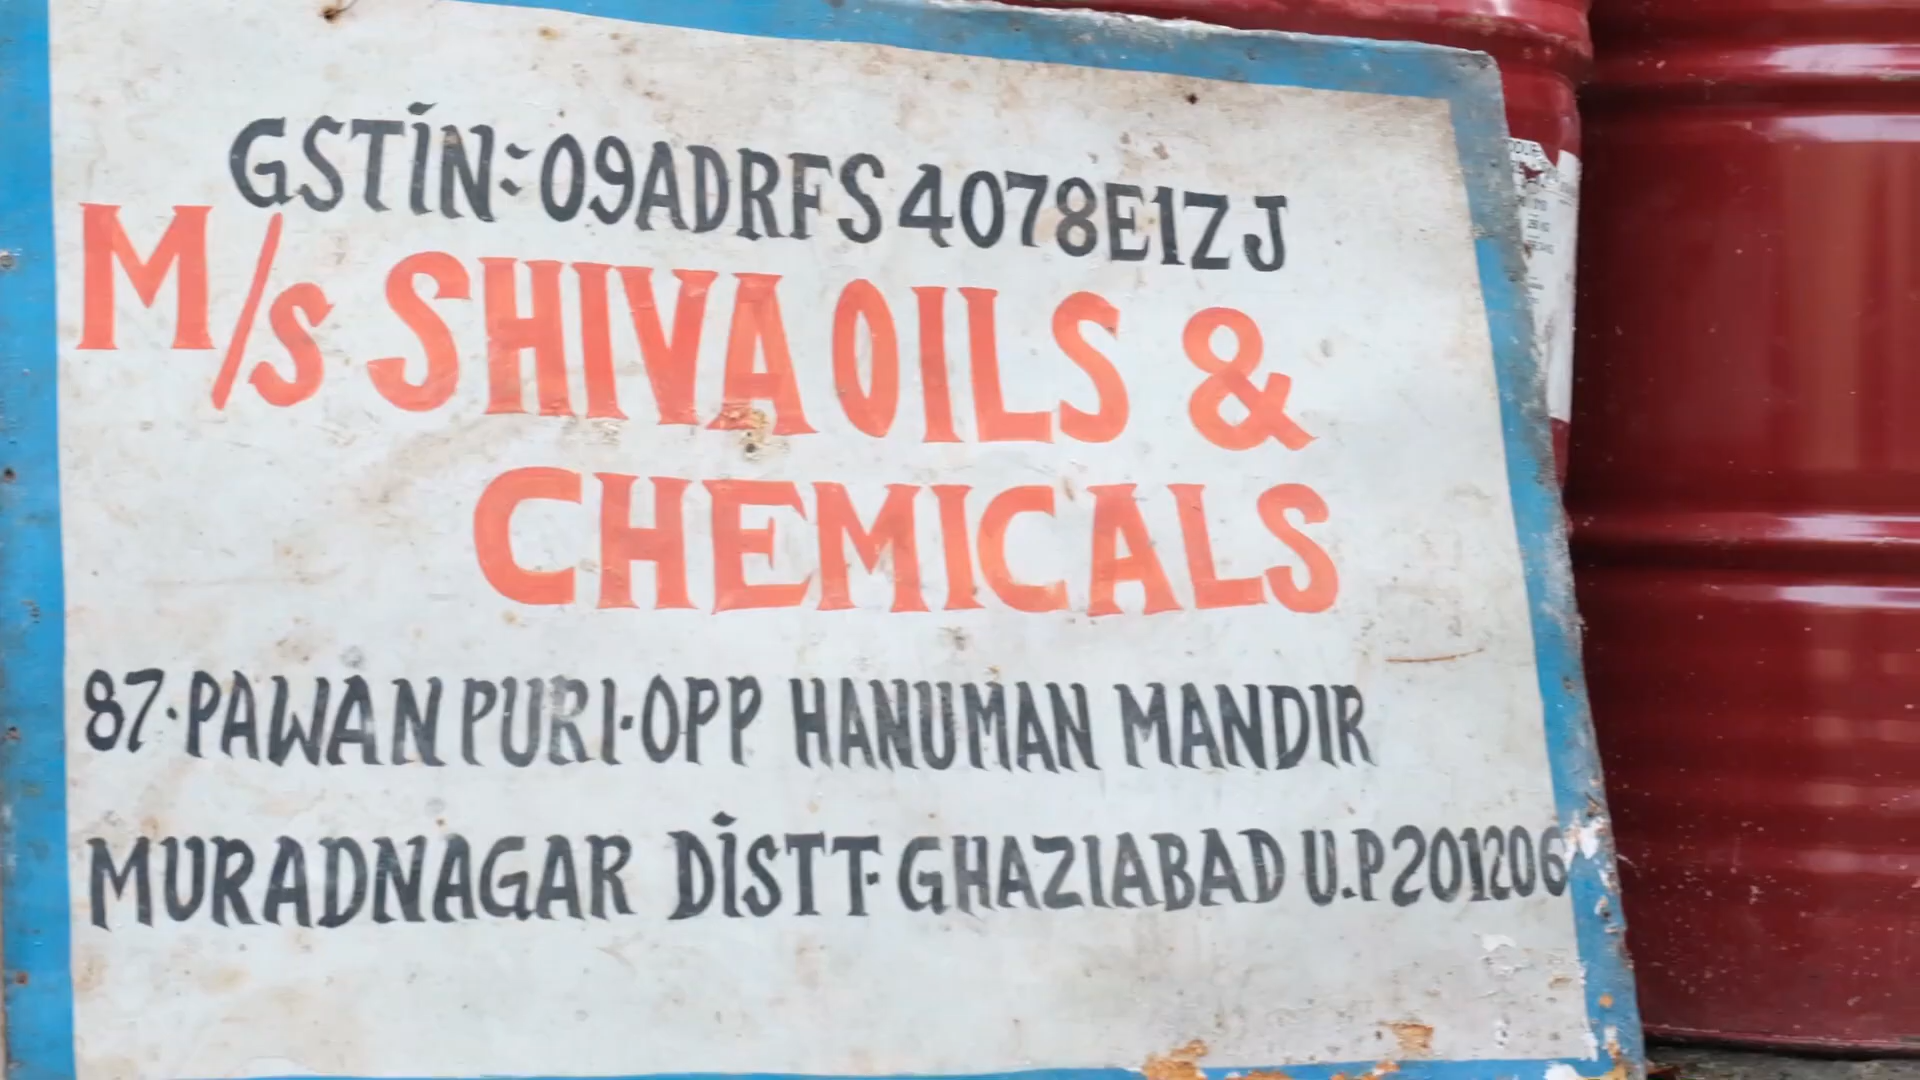 GSTIN:-09ADRFS4078E1ZJ
M/s SHIVA OILS &
CHEMICALS
87·PAWAN PURI·OPP HANUMAN MANDIR
MURADNAGAR DISTT· GHAZIABAD U.P 201206